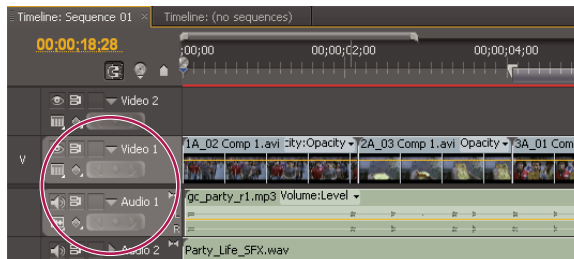 Timeline: Sequence 01 × Timeline: (no sequences)
00;00;18;28
;00;00 00;00;02;00 00;00;04;00
Video 2
V Video 1 1A_02 Comp 1.avi :ity:Opacity 2A_03 Comp 1.avi Opacity 3A_01 Com
Audio 1 gc_party_r1.mp3 Volume:Level
L
R
Audio 2 Party_Life_SFX.wav